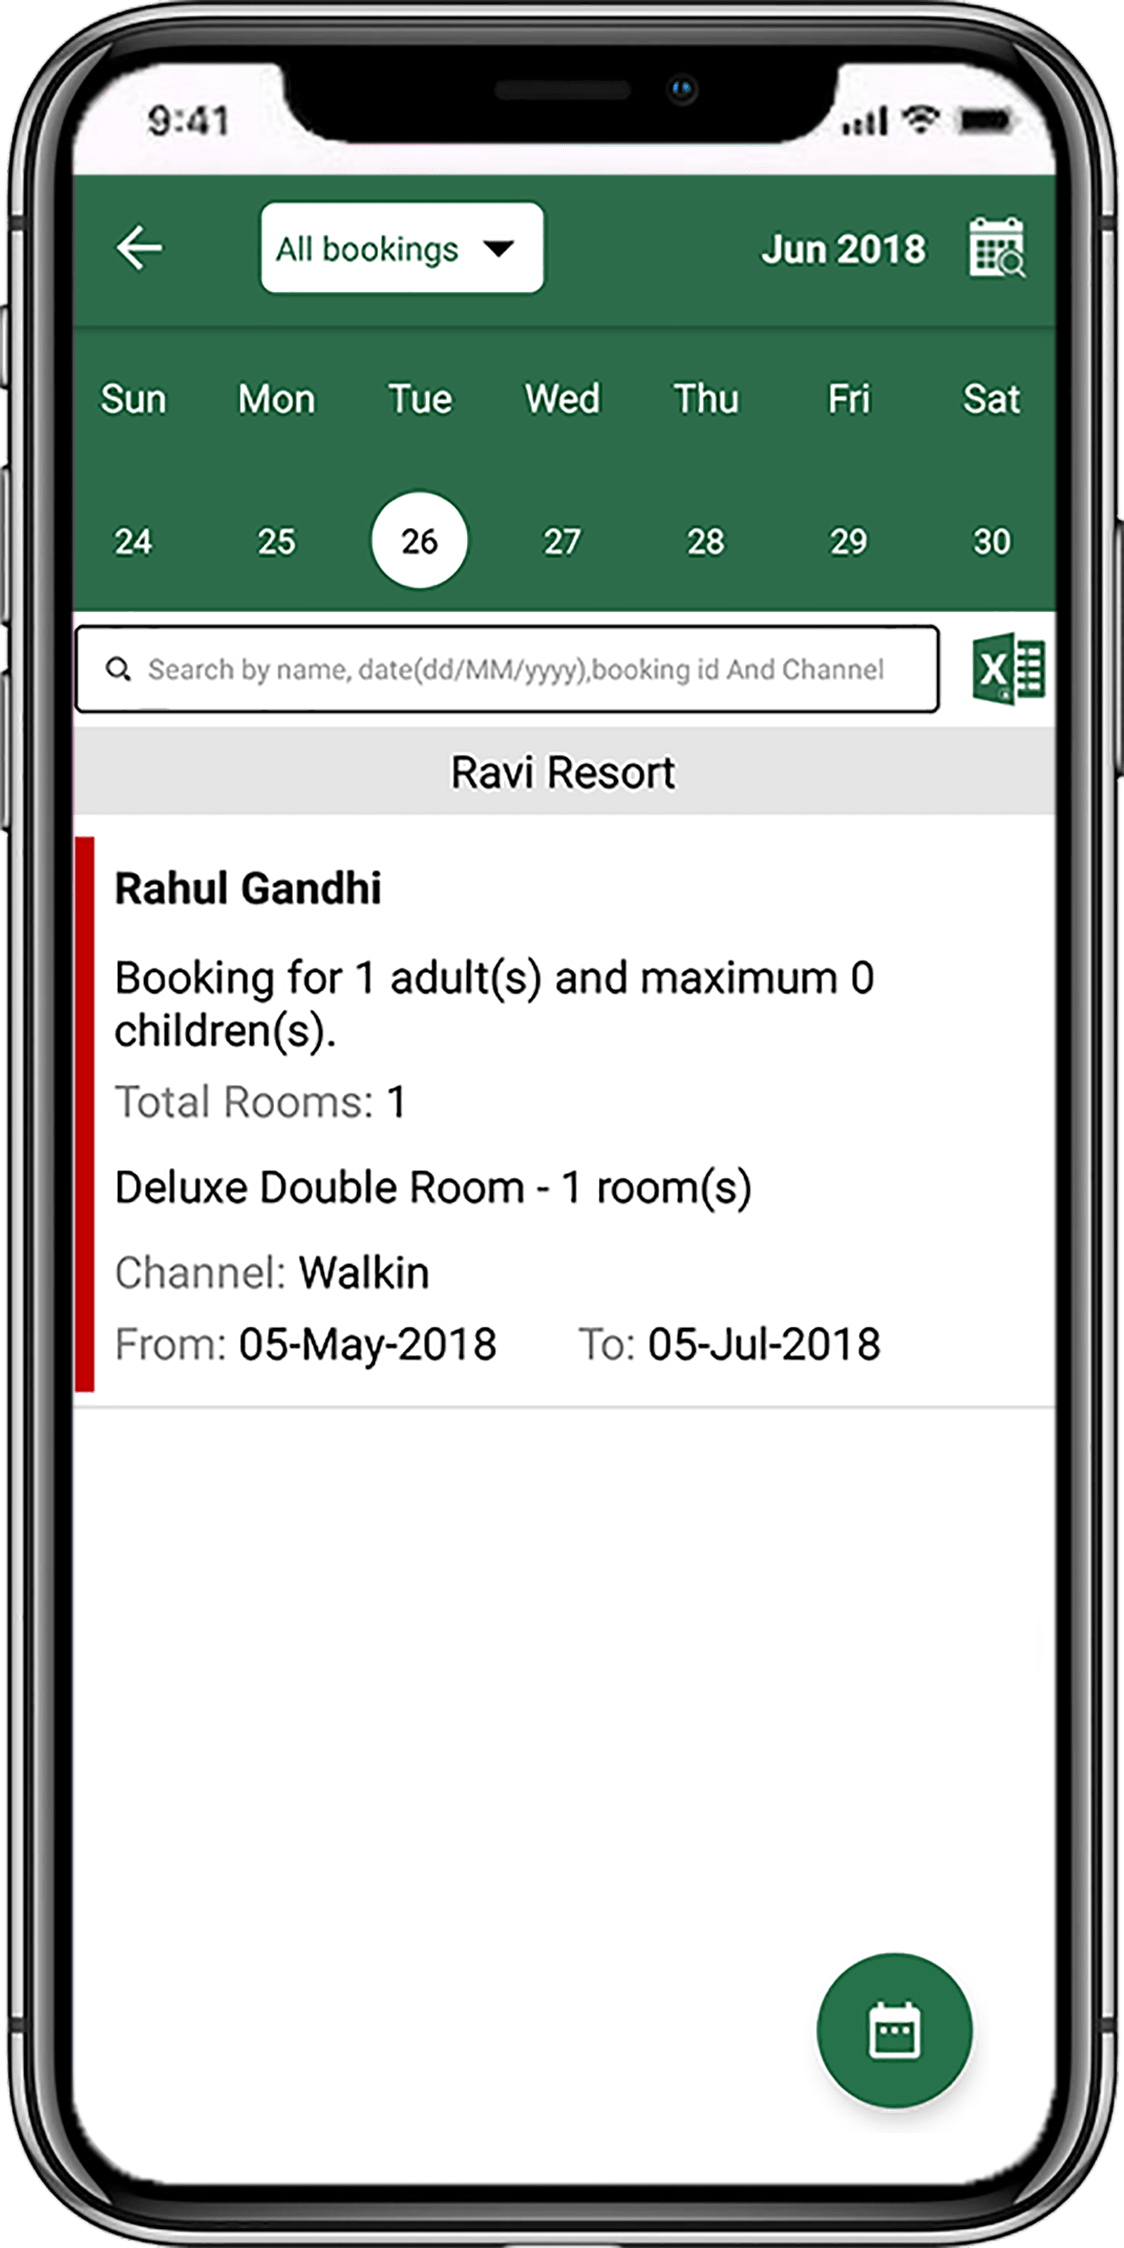 9:41
All bookings
Jun 2018
Sun Mon Tue Wed Thu Fri Sat
24 25 26 27 28 29 30
Search by name, date(dd/MM/yyyy),booking id And Channel
X
Ravi Resort
Rahul Gandhi
Booking for 1 adult(s) and maximum 0
children(s).
Total Rooms: 1
Deluxe Double Room - 1 room(s)
Channel: Walkin
From: 05-May-2018 To: 05-Jul-2018